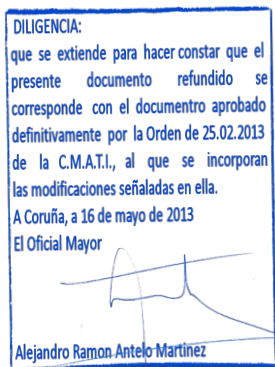 DILIGENCIA:
que se extiende para hacer constar que el
presente documento refundido se
corresponde con el documentro aprobado
definitivamente por la Orden de 25.02.2013
de la C.M.A.T.I., al que se incorporan
las modificaciones señaladas en ella.
A Coruña, a 16 de mayo de 2013
El Oficial Mayor
Alejandro Ramon Antelo Martinez